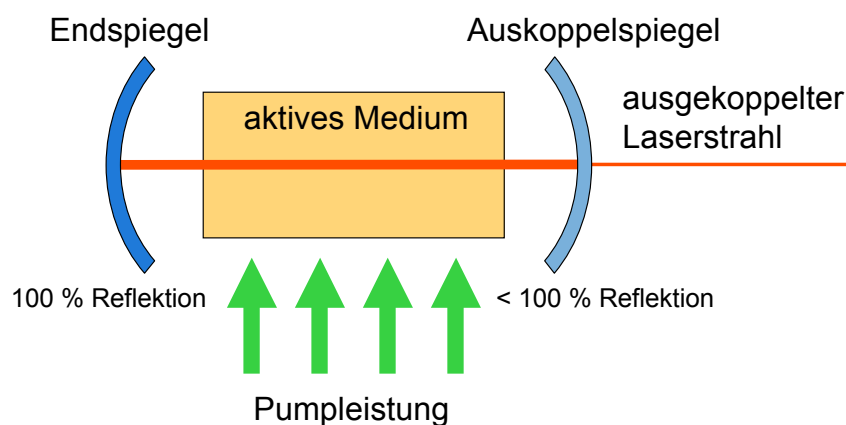 Endspiegel
Auskoppelspiegel
aktives Medium
ausgekoppelter
Laserstrahl
100 % Reflektion
< 100 % Reflektion
Pumpleistung